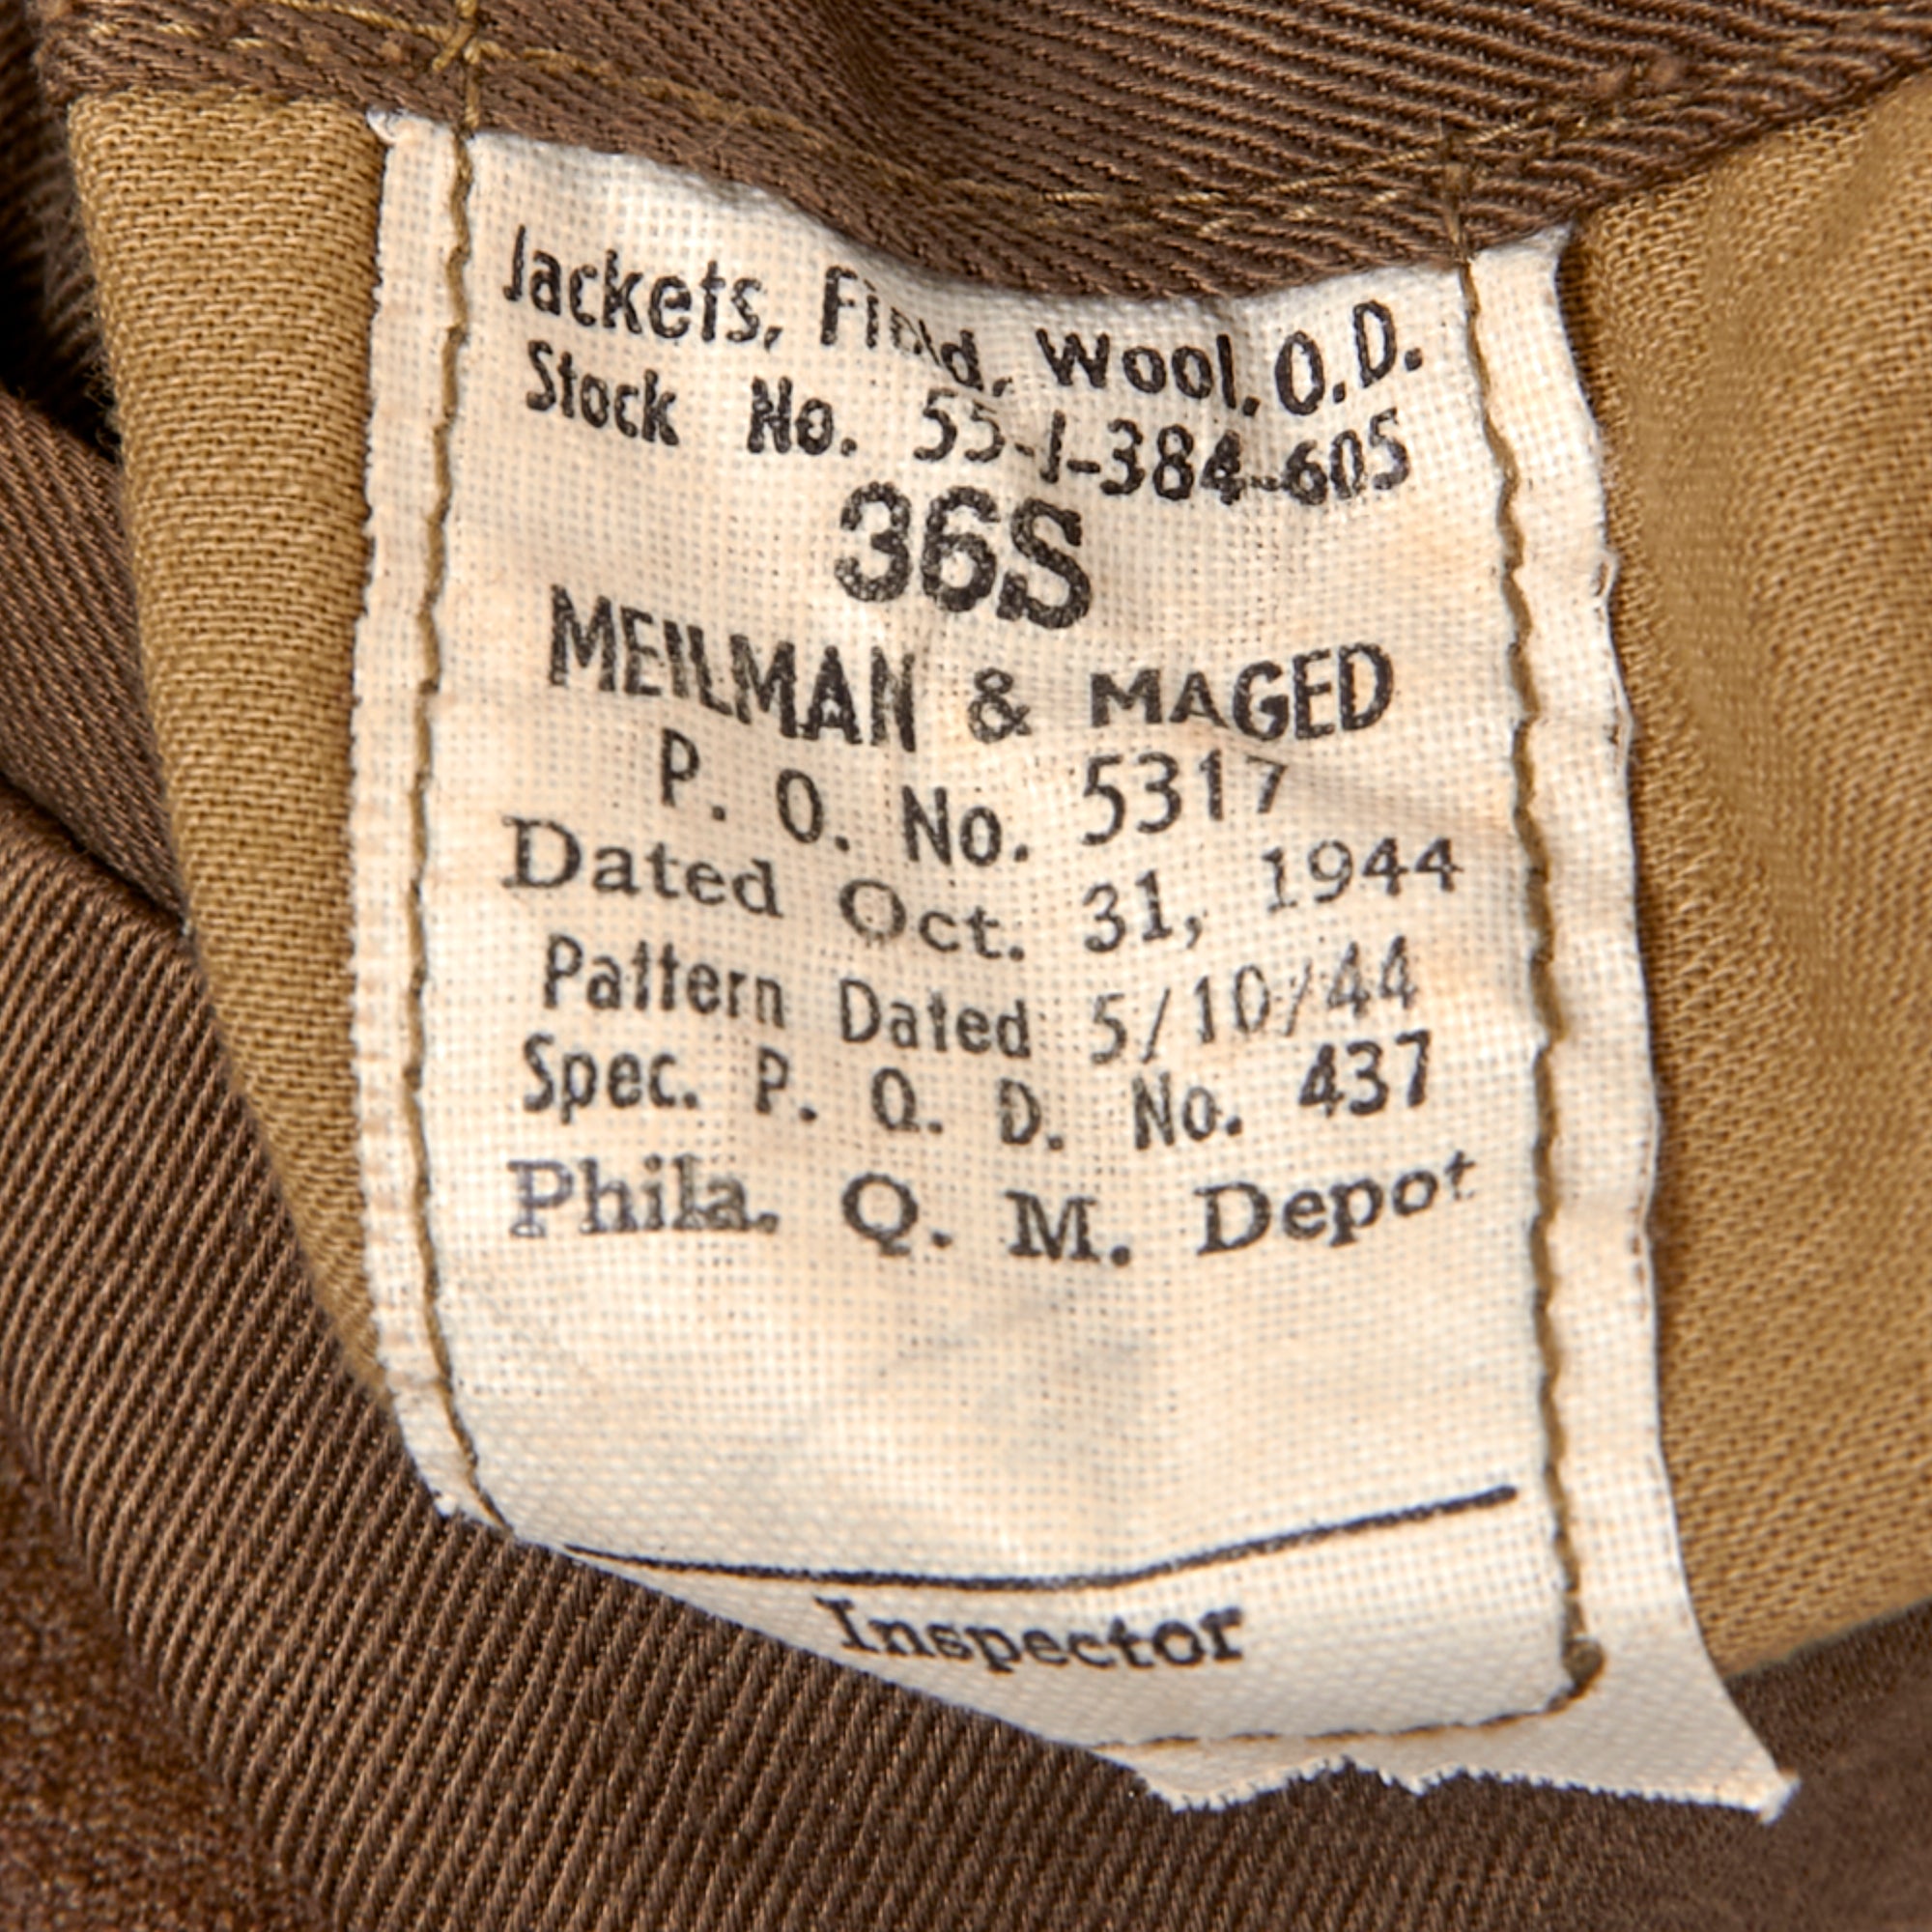 Jackets, Field, Wool, O.D.
Stock No. 55-J-384-605
36S
MEILMAN & MAGED
P. O. No. 5317
Dated Oct. 31, 1944
Pattern Dated 5/10/44
Spec. P. Q. D. No. 437
Phila. Q. M. Depot
Inspector